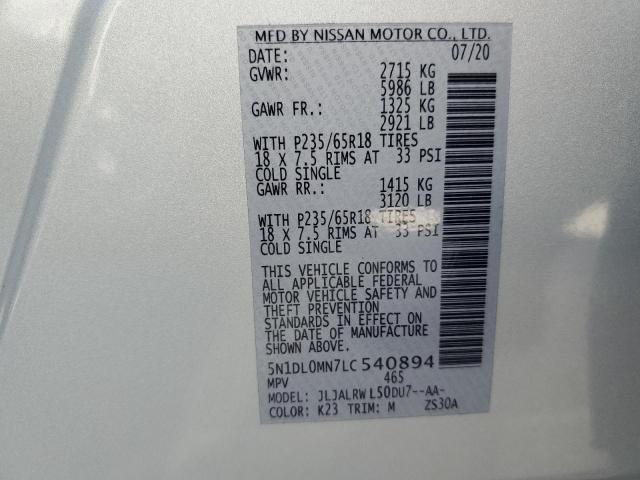 MFD BY NISSAN MOTOR CO., LTD.
DATE: 07/20
GVWR: 2715 KG
5986 LB
GAWR FR.: 1325 KG
2921 LB
WITH P235/65R18 TIRES
18 X 7.5 RIMS AT 33 PSI
COLD SINGLE
GAWR RR.: 1415 KG
3120 LB
WITH P235/65R18 TIRES
18 X 7.5 RIMS AT 33 PSI
COLD SINGLE
THIS VEHICLE CONFORMS TO
ALL APPLICABLE FEDERAL
MOTOR VEHICLE SAFETY AND
THEFT PREVENTION
STANDARDS IN EFFECT ON
THE DATE OF MANUFACTURE
SHOWN ABOVE.
5N1DL0MN7LC540894
MPV 465
MODEL: JLJALRWL50DU7--AA-
COLOR: K23 TRIM: M ZS30A